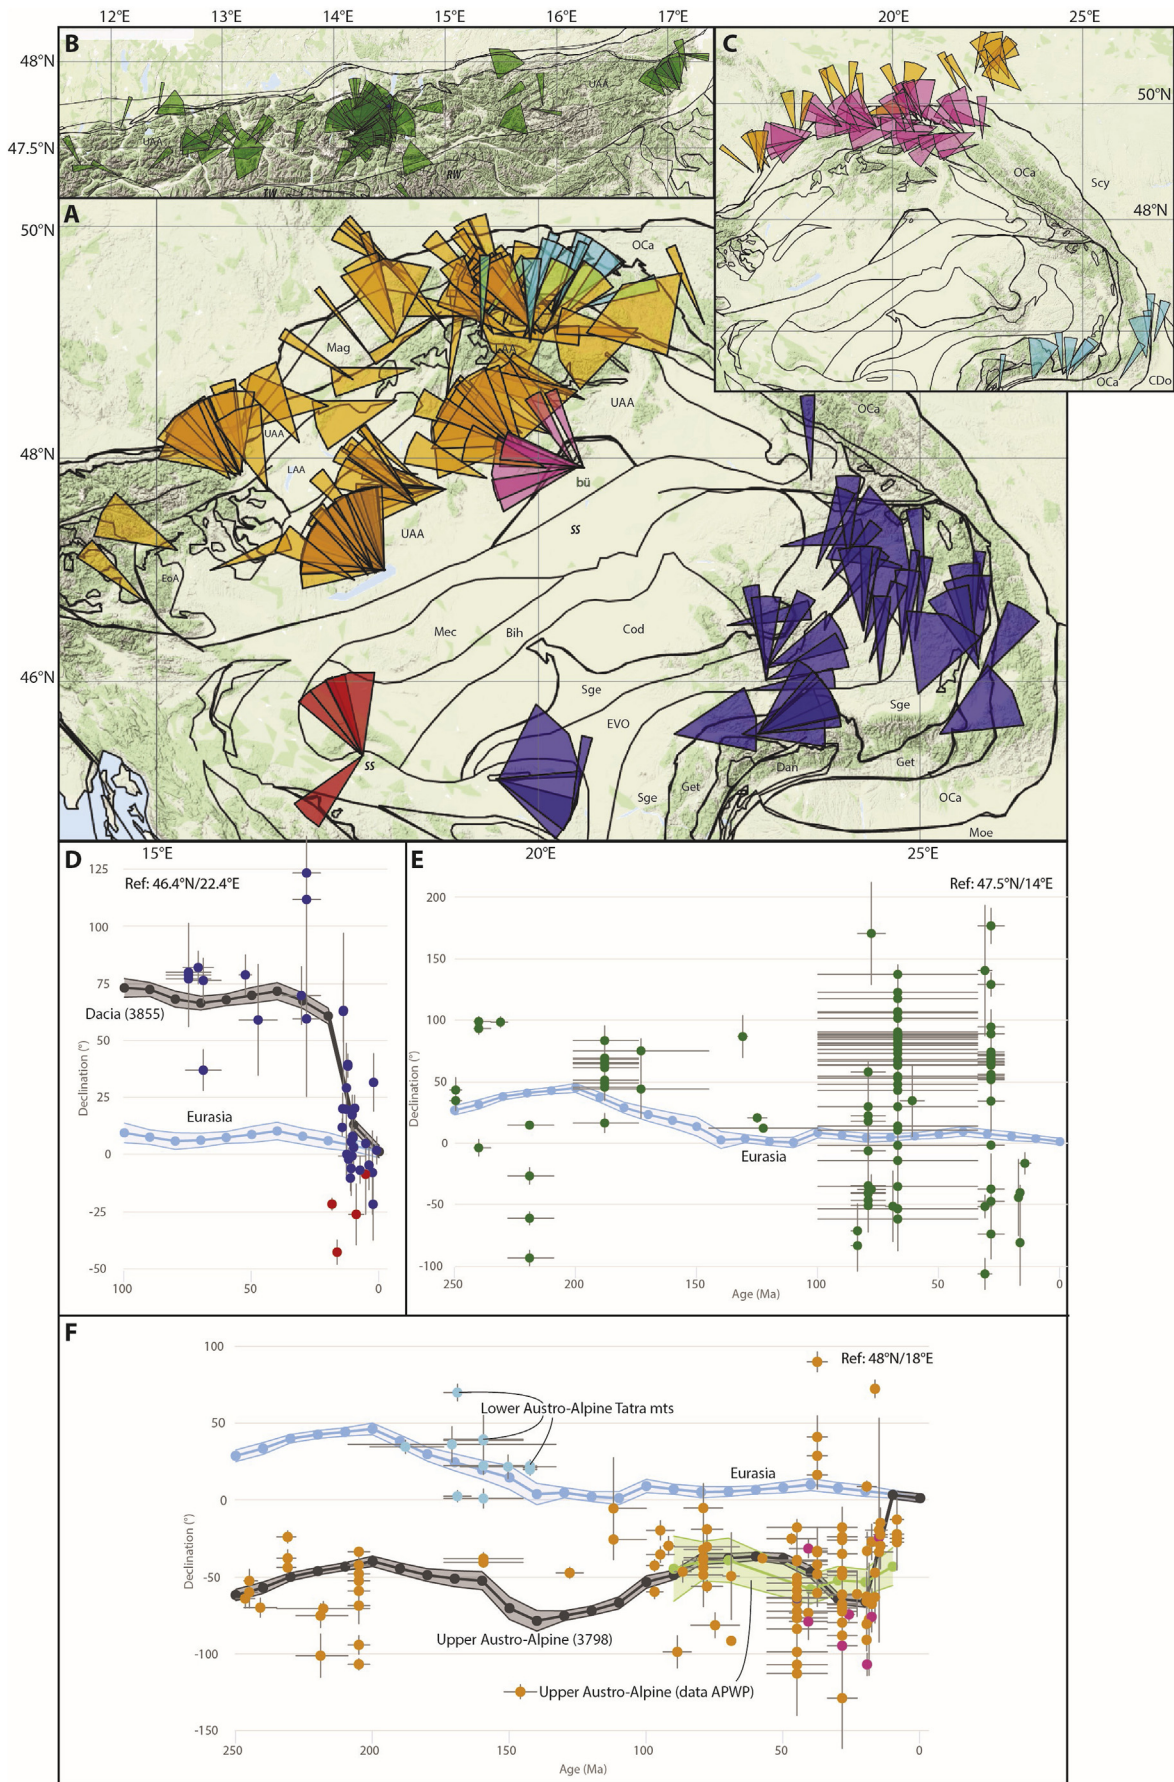 12°E 13°E 14°E 15°E 16°E 17°E 20°E 25°E
B
48°N
47.5°N
UAA
UAA
TW
RW
C
50°N
48°N
OCa
Scy
OCa
CDo
A
50°N
48°N
46°N
OCa
Mag
LAA
UAA
UAA
LAA
OCa
bü
UAA
SS
EoA
Mec
Bih
Cod
Sge
EVO
Sge
SS
Dan
Get
Get
Sge
OCa
Moe
15°E 20°E 25°E
D
Ref: 46.4°N/22.4°E
125
100
75
50
25
0
-25
-50
Declination (°)
Dacia (3855)
Eurasia
100 50 0
E
Ref: 47.5°N/14°E
200
150
100
50
0
-50
-100
Declination (°)
Eurasia
250 200 150 100 50 0
Age (Ma)
F
Ref: 48°N/18°E
100
50
0
-50
-100
-150
Declination (°)
Lower Austro-Alpine Tatra mts
Eurasia
Upper Austro-Alpine (3798)
Upper Austro-Alpine (data APWP)
250 200 150 100 50 0
Age (Ma)